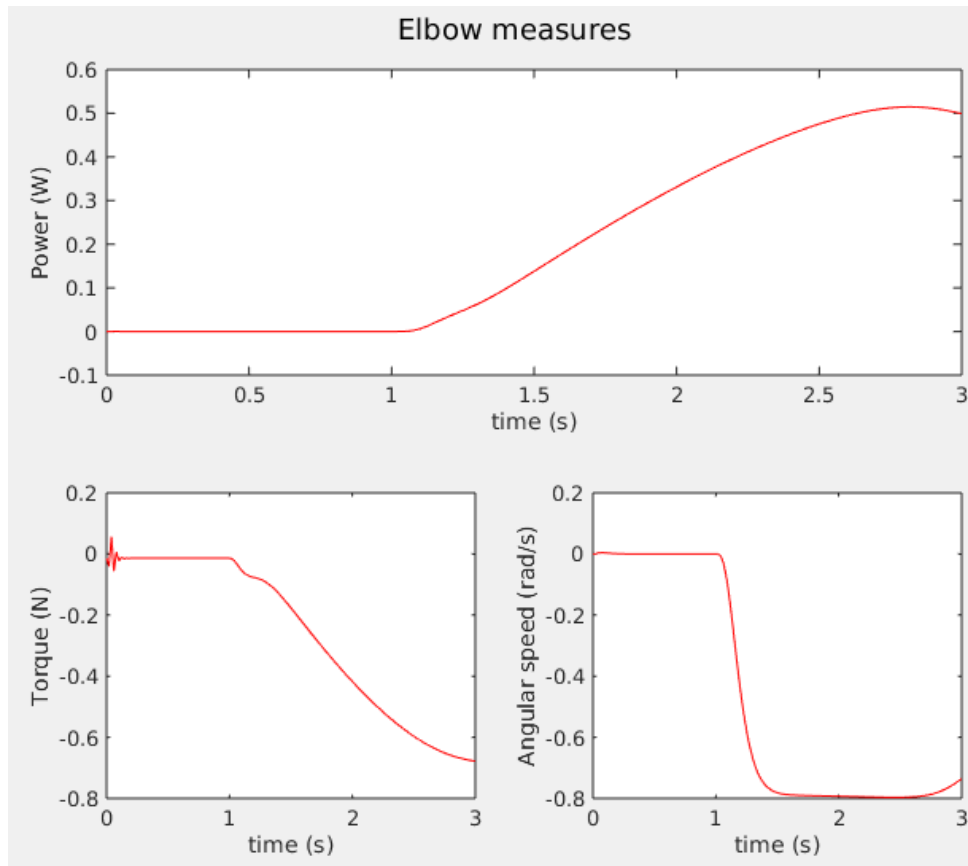 Elbow measures
0.6
0.5
0.4
0.3
0.2
0.1
0
-0.1
Power (W)
0 0.5 1 1.5 2 2.5 3
time (s)
0.2
0
-0.2
-0.4
-0.6
-0.8
Torque (N)
0 1 2 3
time (s)
0.2
0
-0.2
-0.4
-0.6
-0.8
Angular speed (rad/s)
0 1 2 3
time (s)